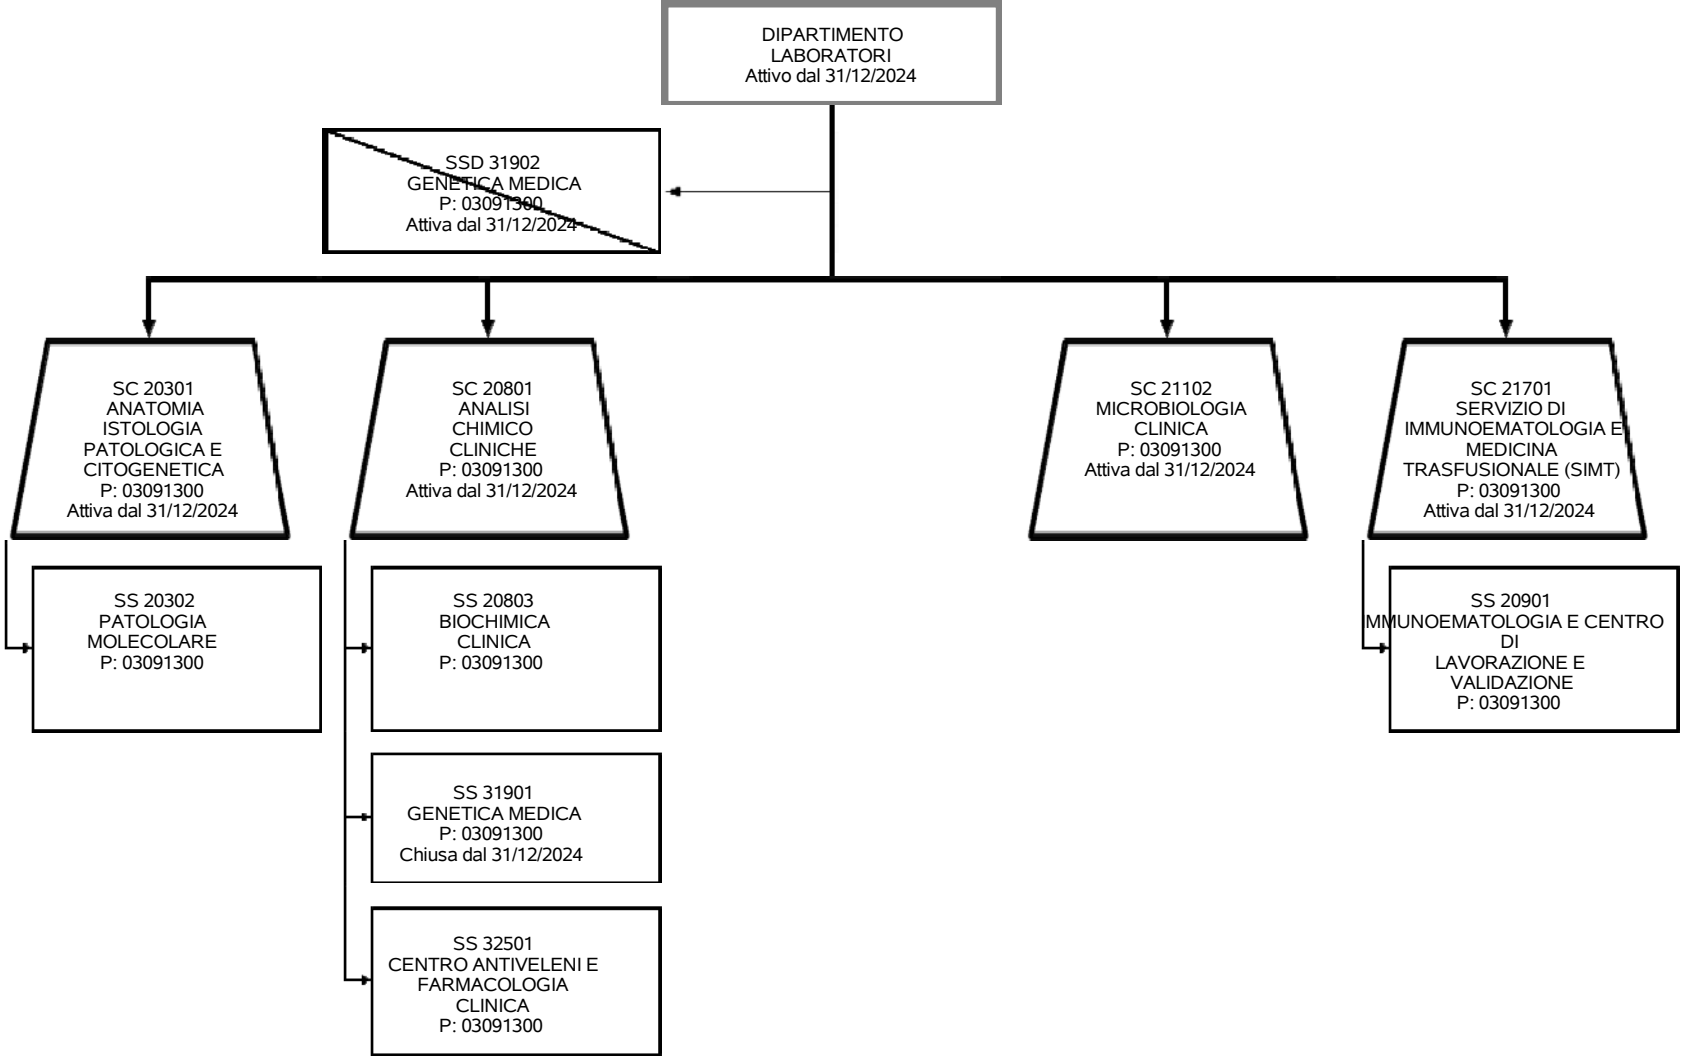 DIPARTIMENTO
LABORATORI
Attivo dal 31/12/2024
SSD 31902
GENETICA MEDICA
P: 03091300
Attiva dal 31/12/2024
SC 20301
ANATOMIA
ISTOLOGIA
PATOLOGICA E
CITOGENETICA
P: 03091300
Attiva dal 31/12/2024
SC 20801
ANALISI
CHIMICO
CLINICHE
P: 03091300
Attiva dal 31/12/2024
SC 21102
MICROBIOLOGIA
CLINICA
P: 03091300
Attiva dal 31/12/2024
SC 21701
SERVIZIO DI
IMMUNOEMATOLOGIA E
MEDICINA
TRASFUSIONALE (SIMT)
P: 03091300
Attiva dal 31/12/2024
SS 20302
PATOLOGIA
MOLECOLARE
P: 03091300
SS 20803
BIOCHIMICA
CLINICA
P: 03091300
SS 31901
GENETICA MEDICA
P: 03091300
Chiusa dal 31/12/2024
SS 32501
CENTRO ANTIVELENI E
FARMACOLOGIA
CLINICA
P: 03091300
SS 20901
IMMUNOEMATOLOGIA E CENTRO
DI
LAVORAZIONE E
VALIDAZIONE
P: 03091300